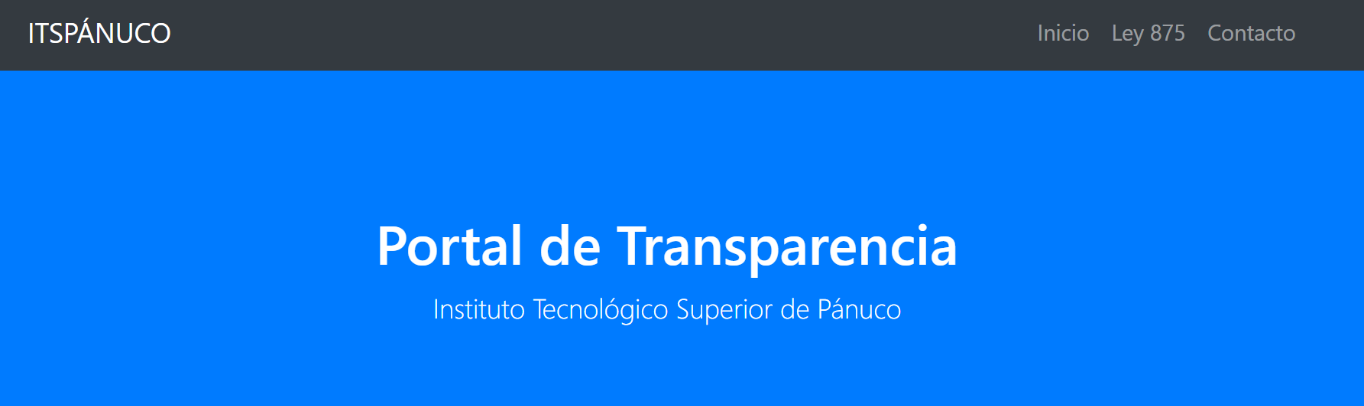 ITSPÁNUCO
Inicio Ley 875 Contacto
Portal de Transparencia
Instituto Tecnológico Superior de Pánuco